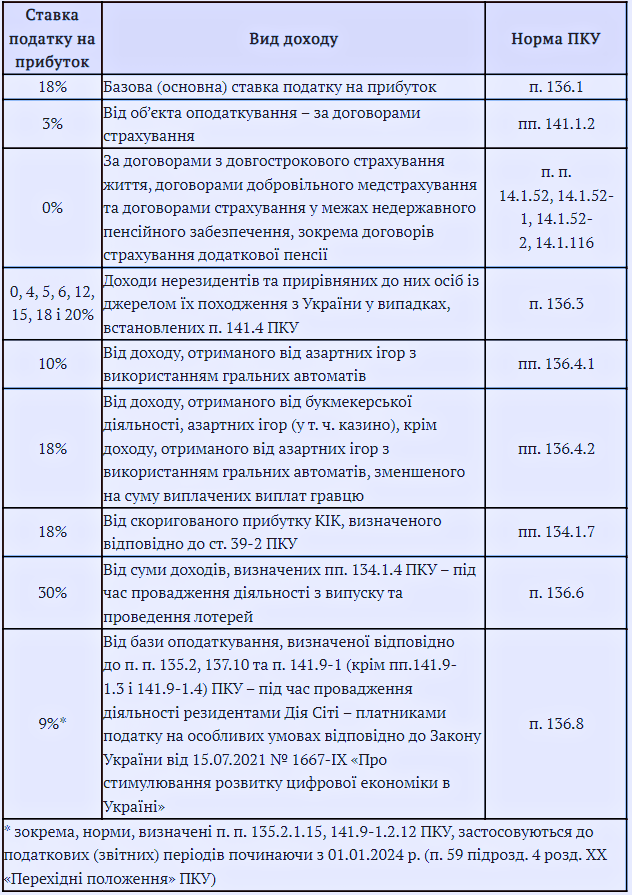 Ставка
податку на
прибуток
Вид доходу
Норма ПКУ
18%
Базова (основна) ставка податку на прибуток
п. 136.1
3%
Від об’єкта оподаткування – за договорами
страхування
пп. 141.1.2
0%
За договорами з довгострокового страхування
життя, договорами добровільного медстрахування
та договорами страхування у межах недержавного
пенсійного забезпечення, зокрема договорів
страхування додаткової пенсії
п. п.
14.1.52, 14.1.52-
1, 14.1.52-
2, 14.1.116
0, 4, 5, 6, 12,
15, 18 і 20%
Доходи нерезидентів та прирівняних до них осіб із
джерелом їх походження з України у випадках,
встановлених п. 141.4 ПКУ
п. 136.3
10%
Від доходу, отриманого від азартних ігор з
використанням гральних автоматів
пп. 136.4.1
18%
Від доходу, отриманого від букмекерської
діяльності, азартних ігор (у т. ч. казино), крім
доходу, отриманого від азартних ігор з
використанням гральних автоматів, зменшеного
на суму виплачених виплат гравцю
пп. 136.4.2
18%
Від скоригованого прибутку КІК, визначеного
відповідно до ст. 39-2 ПКУ
пп. 134.1.7
30%
Від суми доходів, визначених пп. 134.1.4 ПКУ – під
час провадження діяльності з випуску та
проведення лотерей
п. 136.6
9%*
Від бази оподаткування, визначеної відповідно
до п. п. 135.2, 137.10 та п. 141.9-1 (крім пп.141.9-
1.3 і 141.9-1.4) ПКУ – під час провадження
діяльності резидентами Дія Сіті – платниками
податку на особливих умовах відповідно до Закону
України від 15.07.2021 № 1667-IX «Про
стимулювання розвитку цифрової економіки в
Україні»
п. 136.8
* зокрема, норми, визначені п. п. 135.2.1.15, 141.9-1.2.12 ПКУ, застосовуються до
податкових (звітних) періодів починаючи з 01.01.2024 р. (п. 59 підрозд. 4 розд. XX
«Перехідні положення» ПКУ)